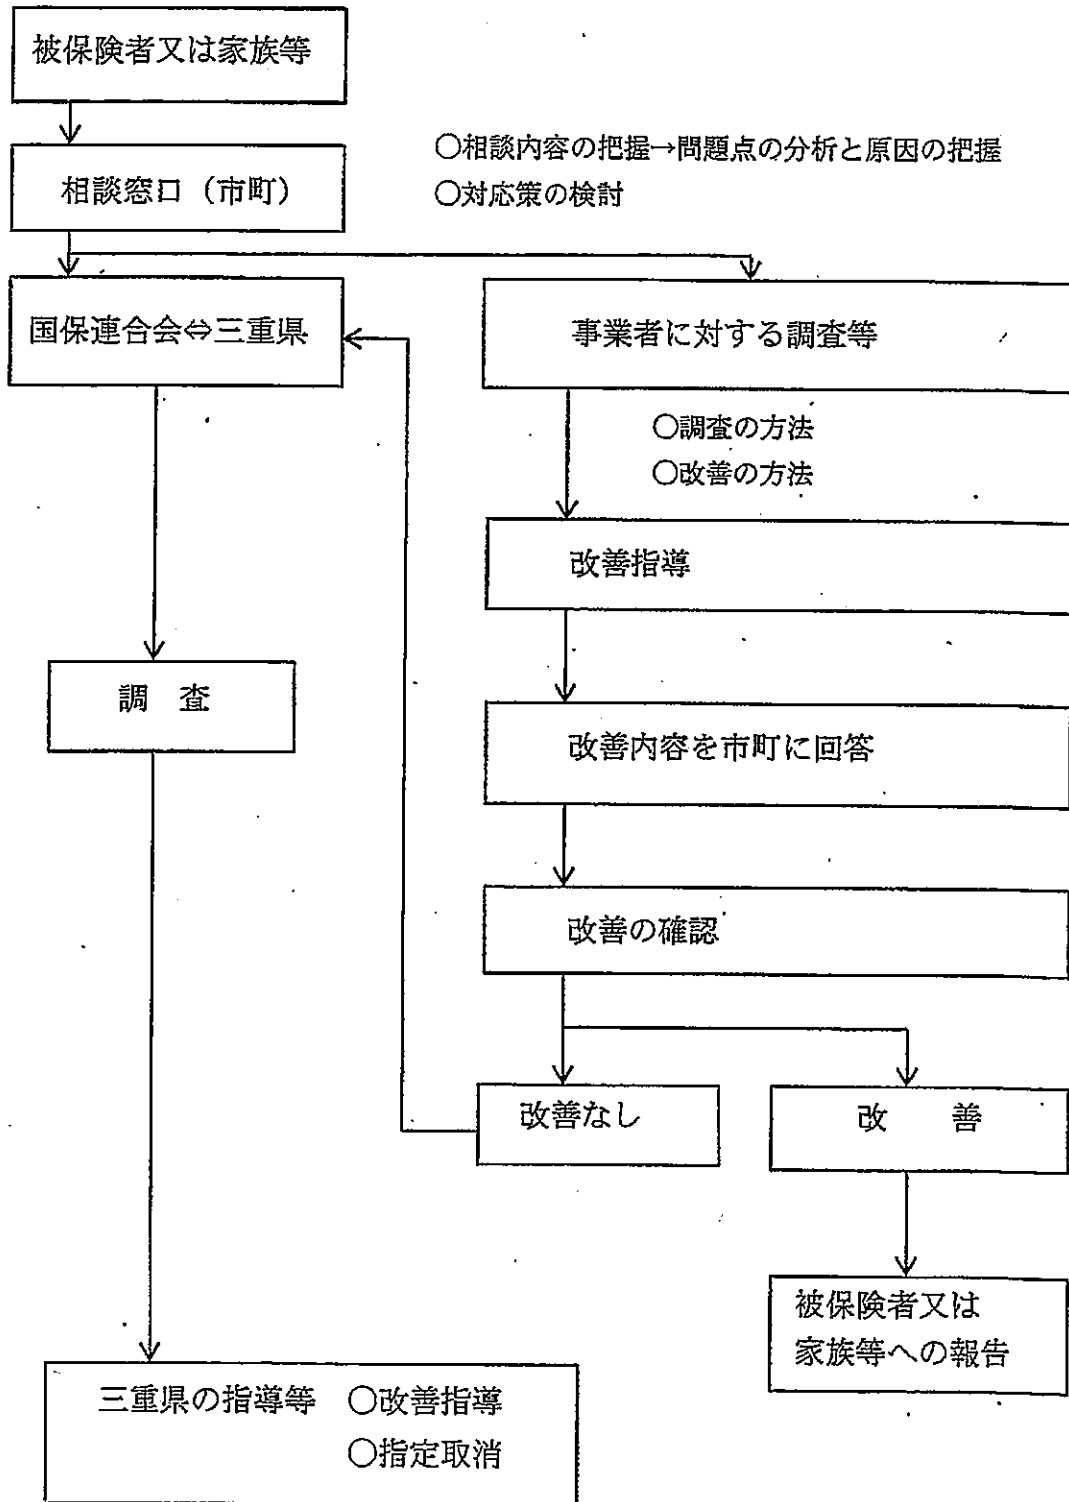 被保険者又は家族等
相談窓口（市町）
○相談内容の把握→問題点の分析と原因の把握
○対応策の検討
国保連合会⇔三重県
事業者に対する調査等
○調査の方法
○改善の方法
改善指導
調　査
改善内容を市町に回答
改善の確認
改善なし
改　　善
被保険者又は
家族等への報告
三重県の指導等　○改善指導
○指定取消